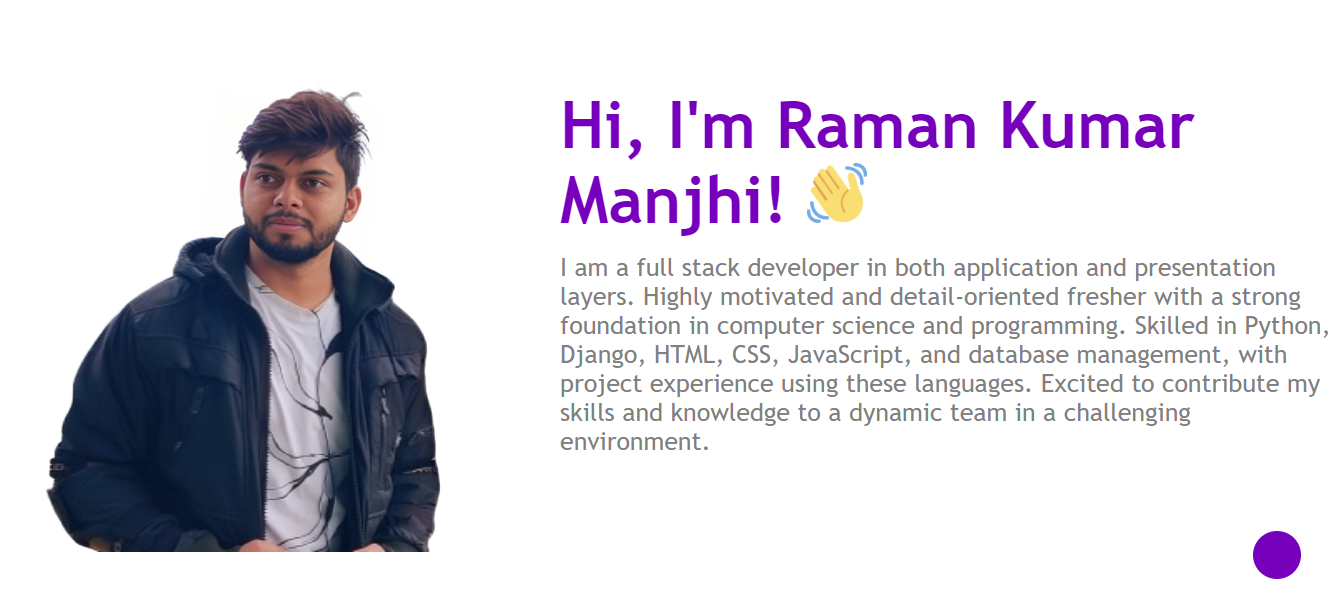 Hi, I'm Raman Kumar
Manjhi! 👋
I am a full stack developer in both application and presentation
layers. Highly motivated and detail-oriented fresher with a strong
foundation in computer science and programming. Skilled in Python,
Django, HTML, CSS, JavaScript, and database management, with
project experience using these languages. Excited to contribute my
skills and knowledge to a dynamic team in a challenging
environment.